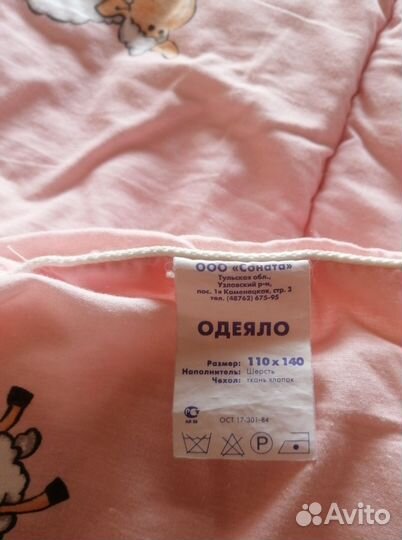 ООО «Соната»
Тульская обл.,
Узловский р-н,
пос. 1я Каменецкая, стр. 3
тел. (48762) 675-95
ОДЕЯЛО
Размер: 110 х 140
Наполнитель: Шерсть
Чехол: ткань хлопок
ОСТ 17-301-84
P
Avito